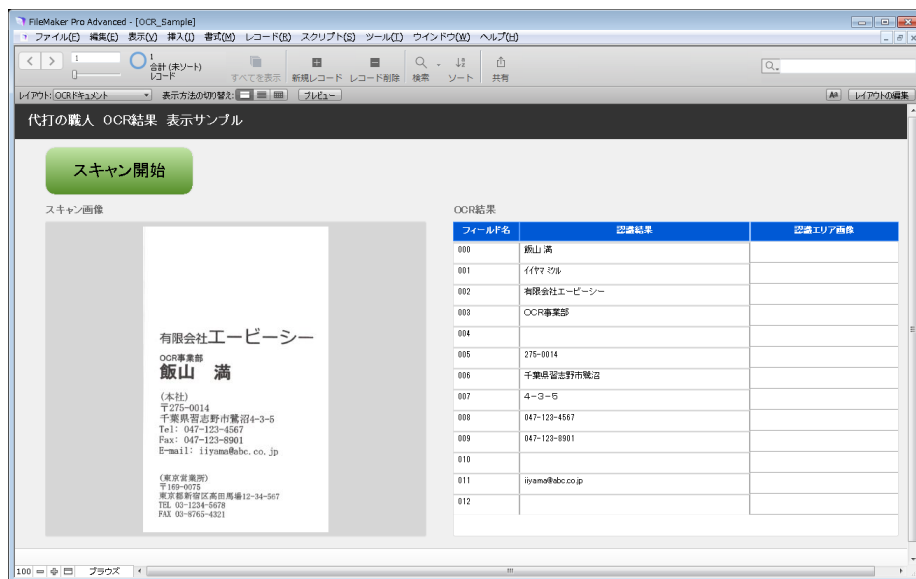 FileMaker Pro Advanced - [OCR_Sample]
ファイル(F) 編集(E) 表示(V) 挿入(I) 書式(M) レコード(R) スクリプト(S) ツール(T) ウインドウ(W) ヘルプ(H)
1
1
合計 (未ソート)
レコード
すべてを表示 新規レコード レコード削除 検索 ソート 共有
レイアウト: OCRドキュメント 表示方法の切り替え: プレビュー Aa レイアウトの編集
代打の職人 OCR結果 表示サンプル
スキャン開始
スキャン画像
有限会社エービーシー
OCR事業部
飯山 満
(本社)
〒275-0014
千葉県習志野市鷺沼4-3-5
Tel: 047-123-4567
Fax: 047-123-8901
E-mail: iiyama@abc.co.jp
(東京営業所)
〒169-0075
東京都新宿区高田馬場12-34-567
TEL 03-1234-5678
FAX 03-8765-4321
OCR結果
フィールド名 認識結果 認識エリア画像
000 飯山 満
001 イイヤマ ミツル
002 有限会社エービーシー
003 OCR事業部
004
005 275-0014
006 千葉県習志野市鷺沼
007 4-3-5
008 047-123-4567
009 047-123-8901
010
011 iiyama@abc.co.jp
012
100 ブラウズ